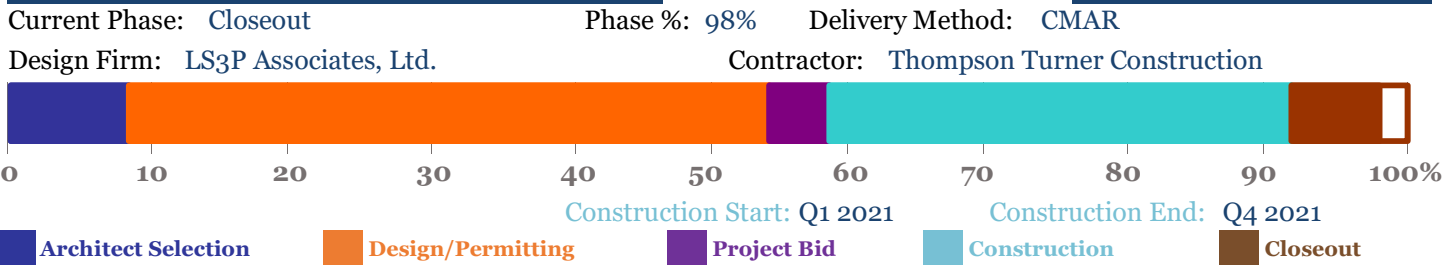 Current Phase: Closeout Phase %: 98% Delivery Method: CMAR
Design Firm: LS3P Associates, Ltd. Contractor: Thompson Turner Construction
0 10 20 30 40 50 60 70 80 90 100%
Construction Start: Q1 2021 Construction End: Q4 2021
Architect Selection Design/Permitting Project Bid Construction Closeout